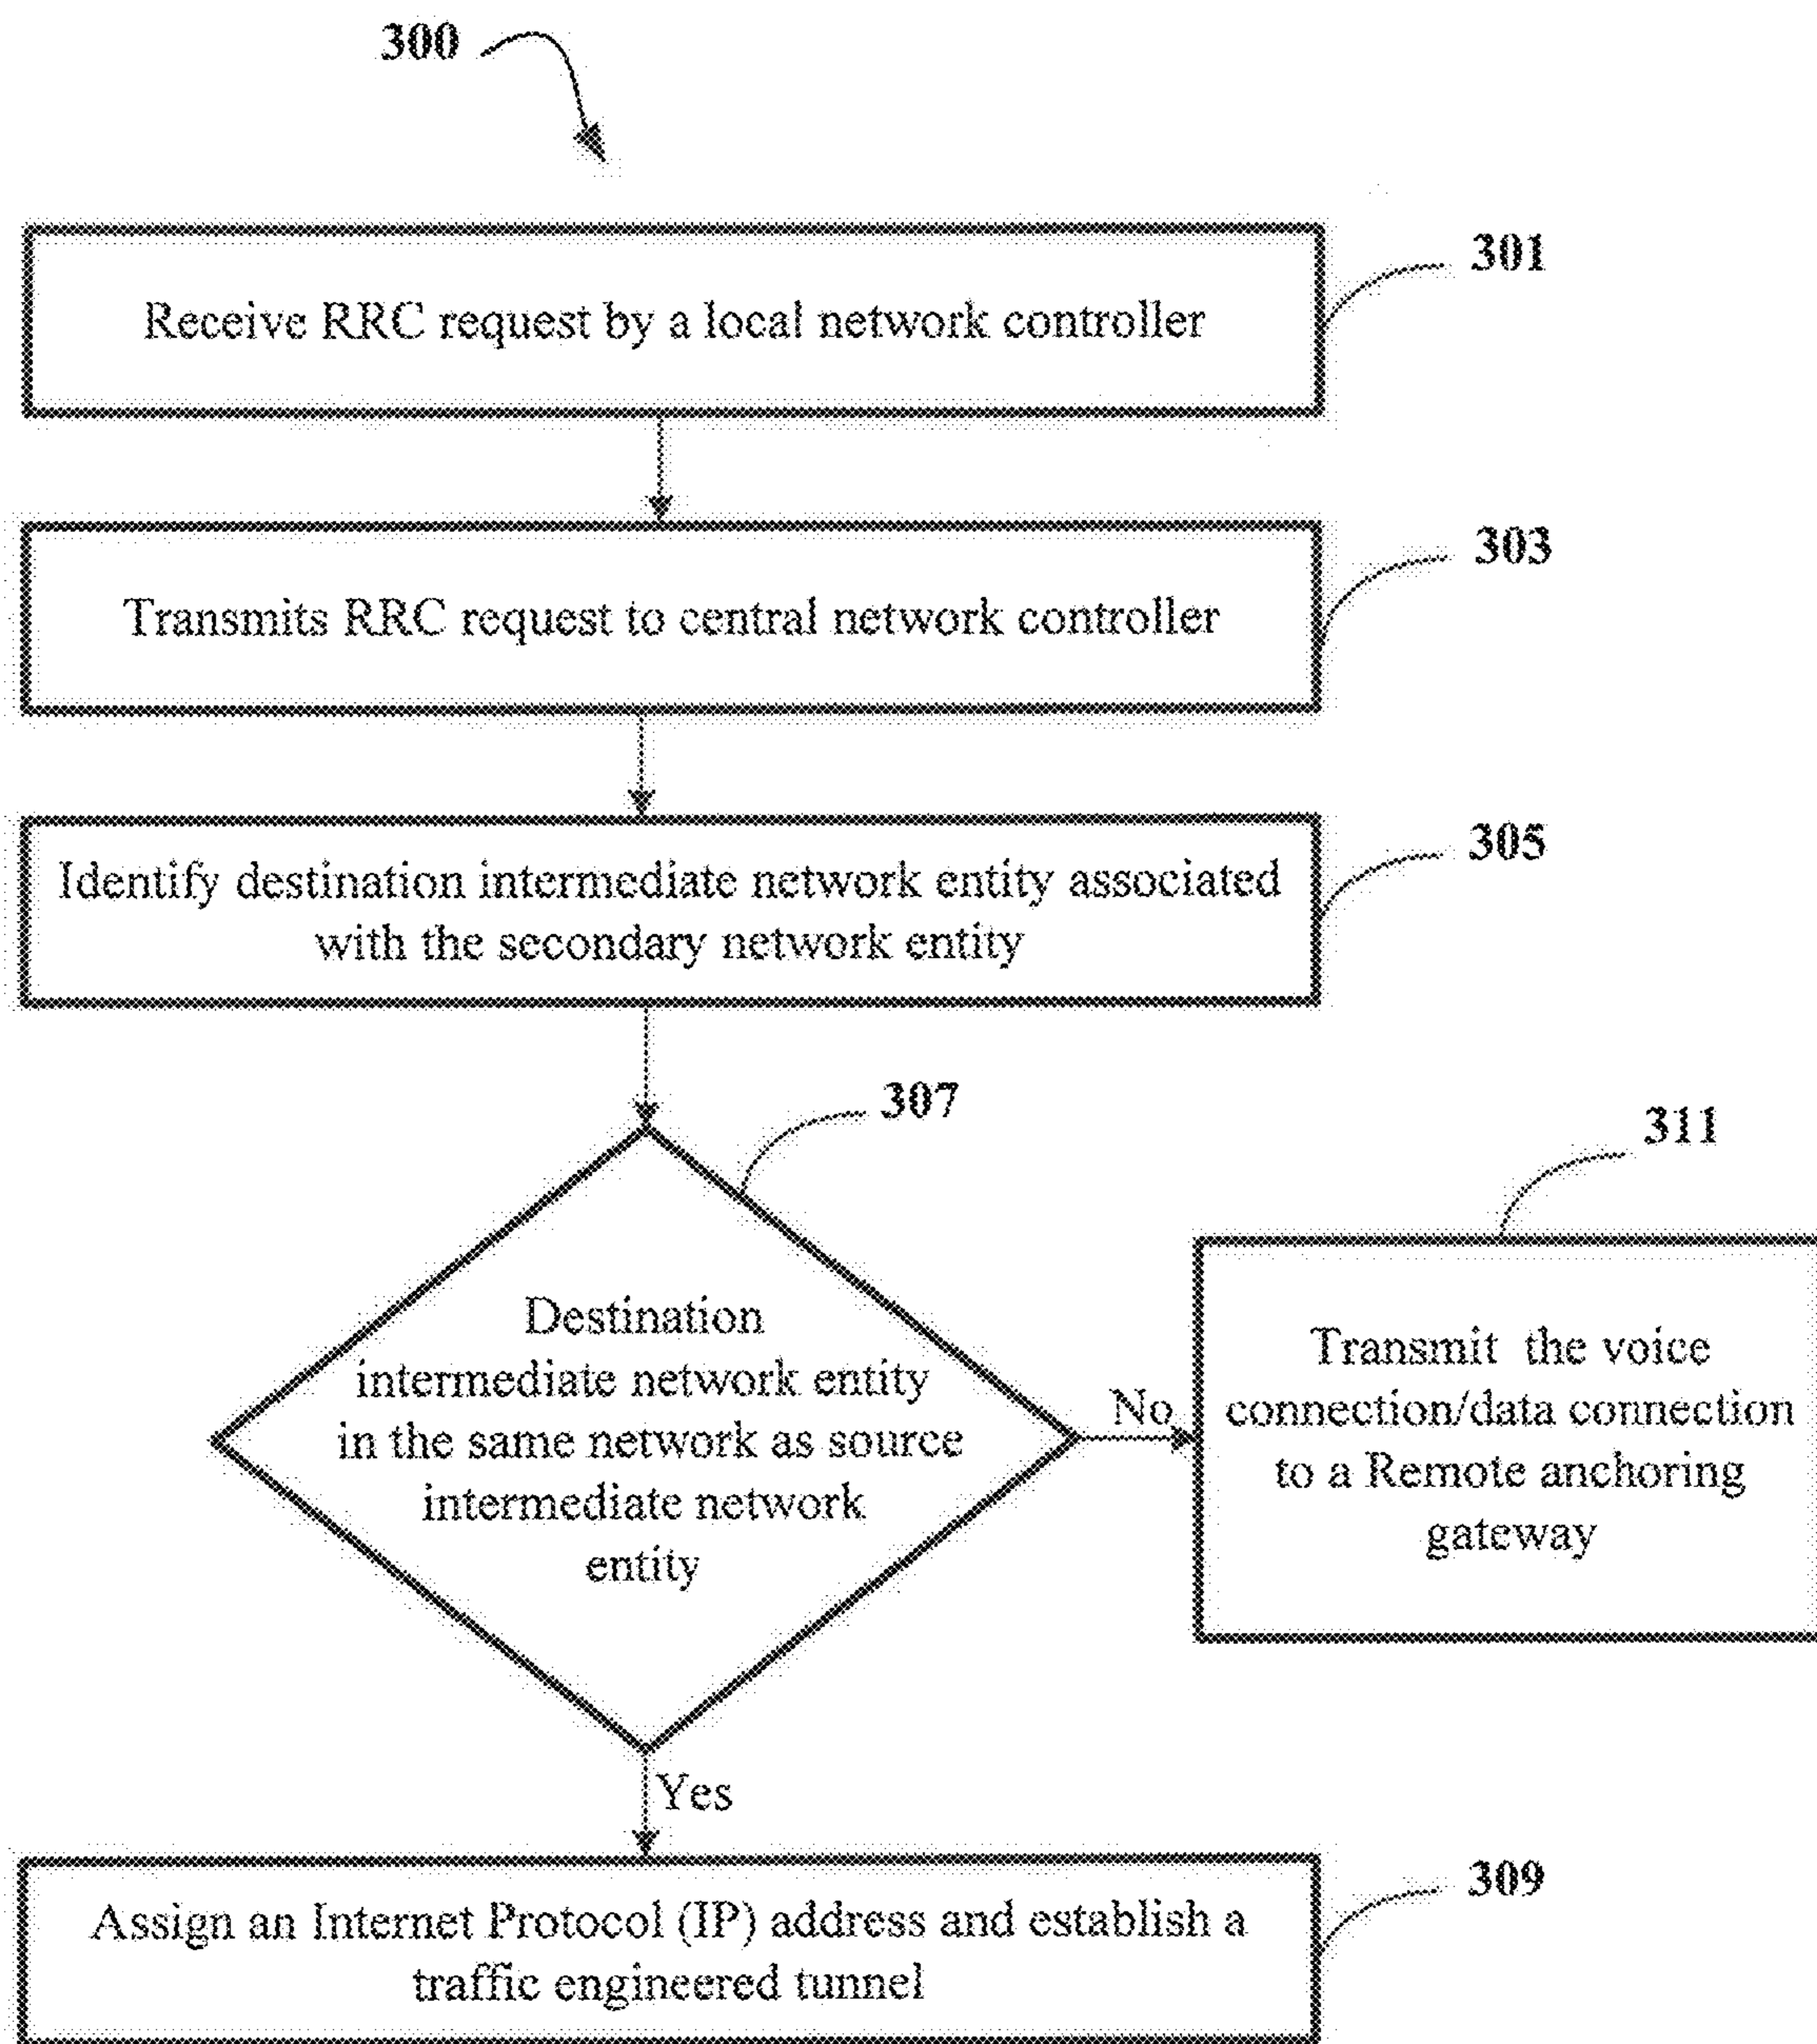 300
301
Receive RRC request by a local network controller
303
Transmits RRC request to central network controller
305
Identify destination intermediate network entity associated
with the secondary network entity
307
311
Destination
intermediate network entity
in the same network as source
intermediate network
entity
No
Transmit the voice
connection/data connection
to a Remote anchoring
gateway
Yes
309
Assign an Internet Protocol (IP) address and establish a
traffic engineered tunnel